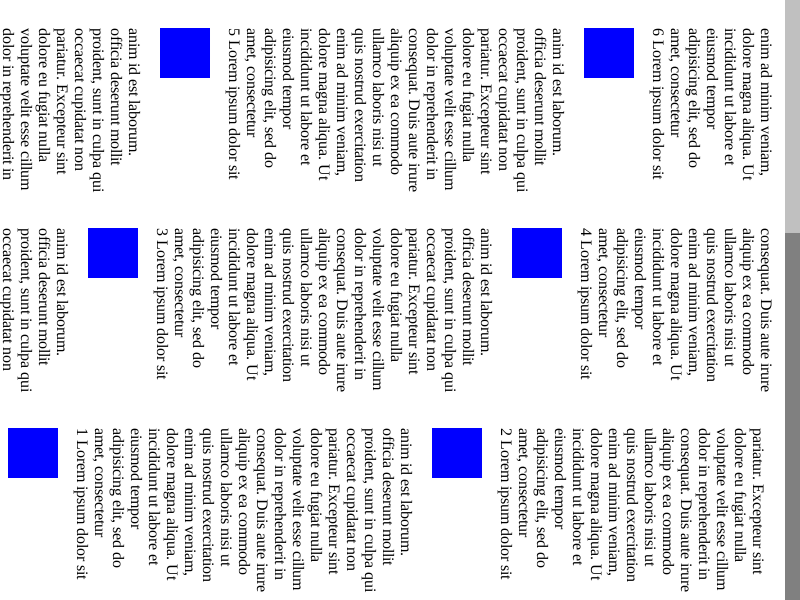 1 Lorem ipsum dolor sit
amet, consectetur
adipisicing elit, sed do
eiusmod tempor
incididunt ut labore et
dolore magna aliqua. Ut
enim ad minim veniam,
quis nostrud exercitation
ullamco laboris nisi ut
aliquip ex ea commodo
consequat. Duis aute irure
dolor in reprehenderit in
voluptate velit esse cillum
dolore eu fugiat nulla
pariatur. Excepteur sint
occaecat cupidatat non
proident, sunt in culpa qui
officia deserunt mollit
anim id est laborum.
2 Lorem ipsum dolor sit
amet, consectetur
adipisicing elit, sed do
eiusmod tempor
incididunt ut labore et
dolore magna aliqua. Ut
enim ad minim veniam,
quis nostrud exercitation
ullamco laboris nisi ut
aliquip ex ea commodo
consequat. Duis aute irure
dolor in reprehenderit in
voluptate velit esse cillum
dolore eu fugiat nulla
pariatur. Excepteur sint
occaecat cupidatat non
proident, sunt in culpa qui
officia deserunt mollit
anim id est laborum.
3 Lorem ipsum dolor sit
amet, consectetur
adipisicing elit, sed do
eiusmod tempor
incididunt ut labore et
dolore magna aliqua. Ut
enim ad minim veniam,
quis nostrud exercitation
ullamco laboris nisi ut
aliquip ex ea commodo
consequat. Duis aute irure
dolor in reprehenderit in
voluptate velit esse cillum
dolore eu fugiat nulla
pariatur. Excepteur sint
occaecat cupidatat non
proident, sunt in culpa qui
officia deserunt mollit
anim id est laborum.
4 Lorem ipsum dolor sit
amet, consectetur
adipisicing elit, sed do
eiusmod tempor
incididunt ut labore et
dolore magna aliqua. Ut
enim ad minim veniam,
quis nostrud exercitation
ullamco laboris nisi ut
aliquip ex ea commodo
consequat. Duis aute irure
dolor in reprehenderit in
voluptate velit esse cillum
dolore eu fugiat nulla
pariatur. Excepteur sint
occaecat cupidatat non
proident, sunt in culpa qui
officia deserunt mollit
anim id est laborum.
5 Lorem ipsum dolor sit
amet, consectetur
adipisicing elit, sed do
eiusmod tempor
incididunt ut labore et
dolore magna aliqua. Ut
enim ad minim veniam,
quis nostrud exercitation
ullamco laboris nisi ut
aliquip ex ea commodo
consequat. Duis aute irure
dolor in reprehenderit in
voluptate velit esse cillum
dolore eu fugiat nulla
pariatur. Excepteur sint
occaecat cupidatat non
proident, sunt in culpa qui
officia deserunt mollit
anim id est laborum.
6 Lorem ipsum dolor sit
amet, consectetur
adipisicing elit, sed do
eiusmod tempor
incididunt ut labore et
dolore magna aliqua. Ut
enim ad minim veniam,